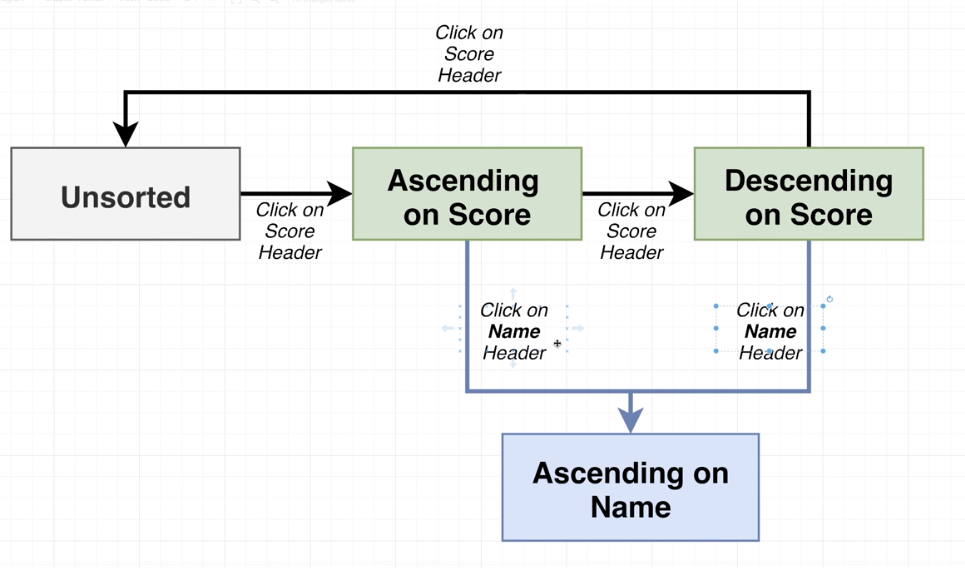 Click on
Score
Header
Unsorted
Click on
Score
Header
Ascending
on Score
Click on
Score
Header
Descending
on Score
Click on
Name
Header
Click on
Name
Header
Ascending on
Name